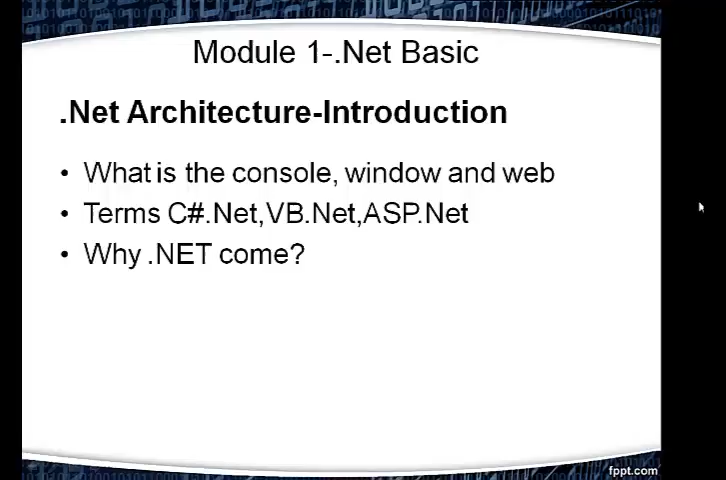 Module 1-.Net Basic
.Net Architecture-Introduction
• What is the console, window and web
• Terms C#.Net,VB.Net,ASP.Net
• Why .NET come?
fppt.com